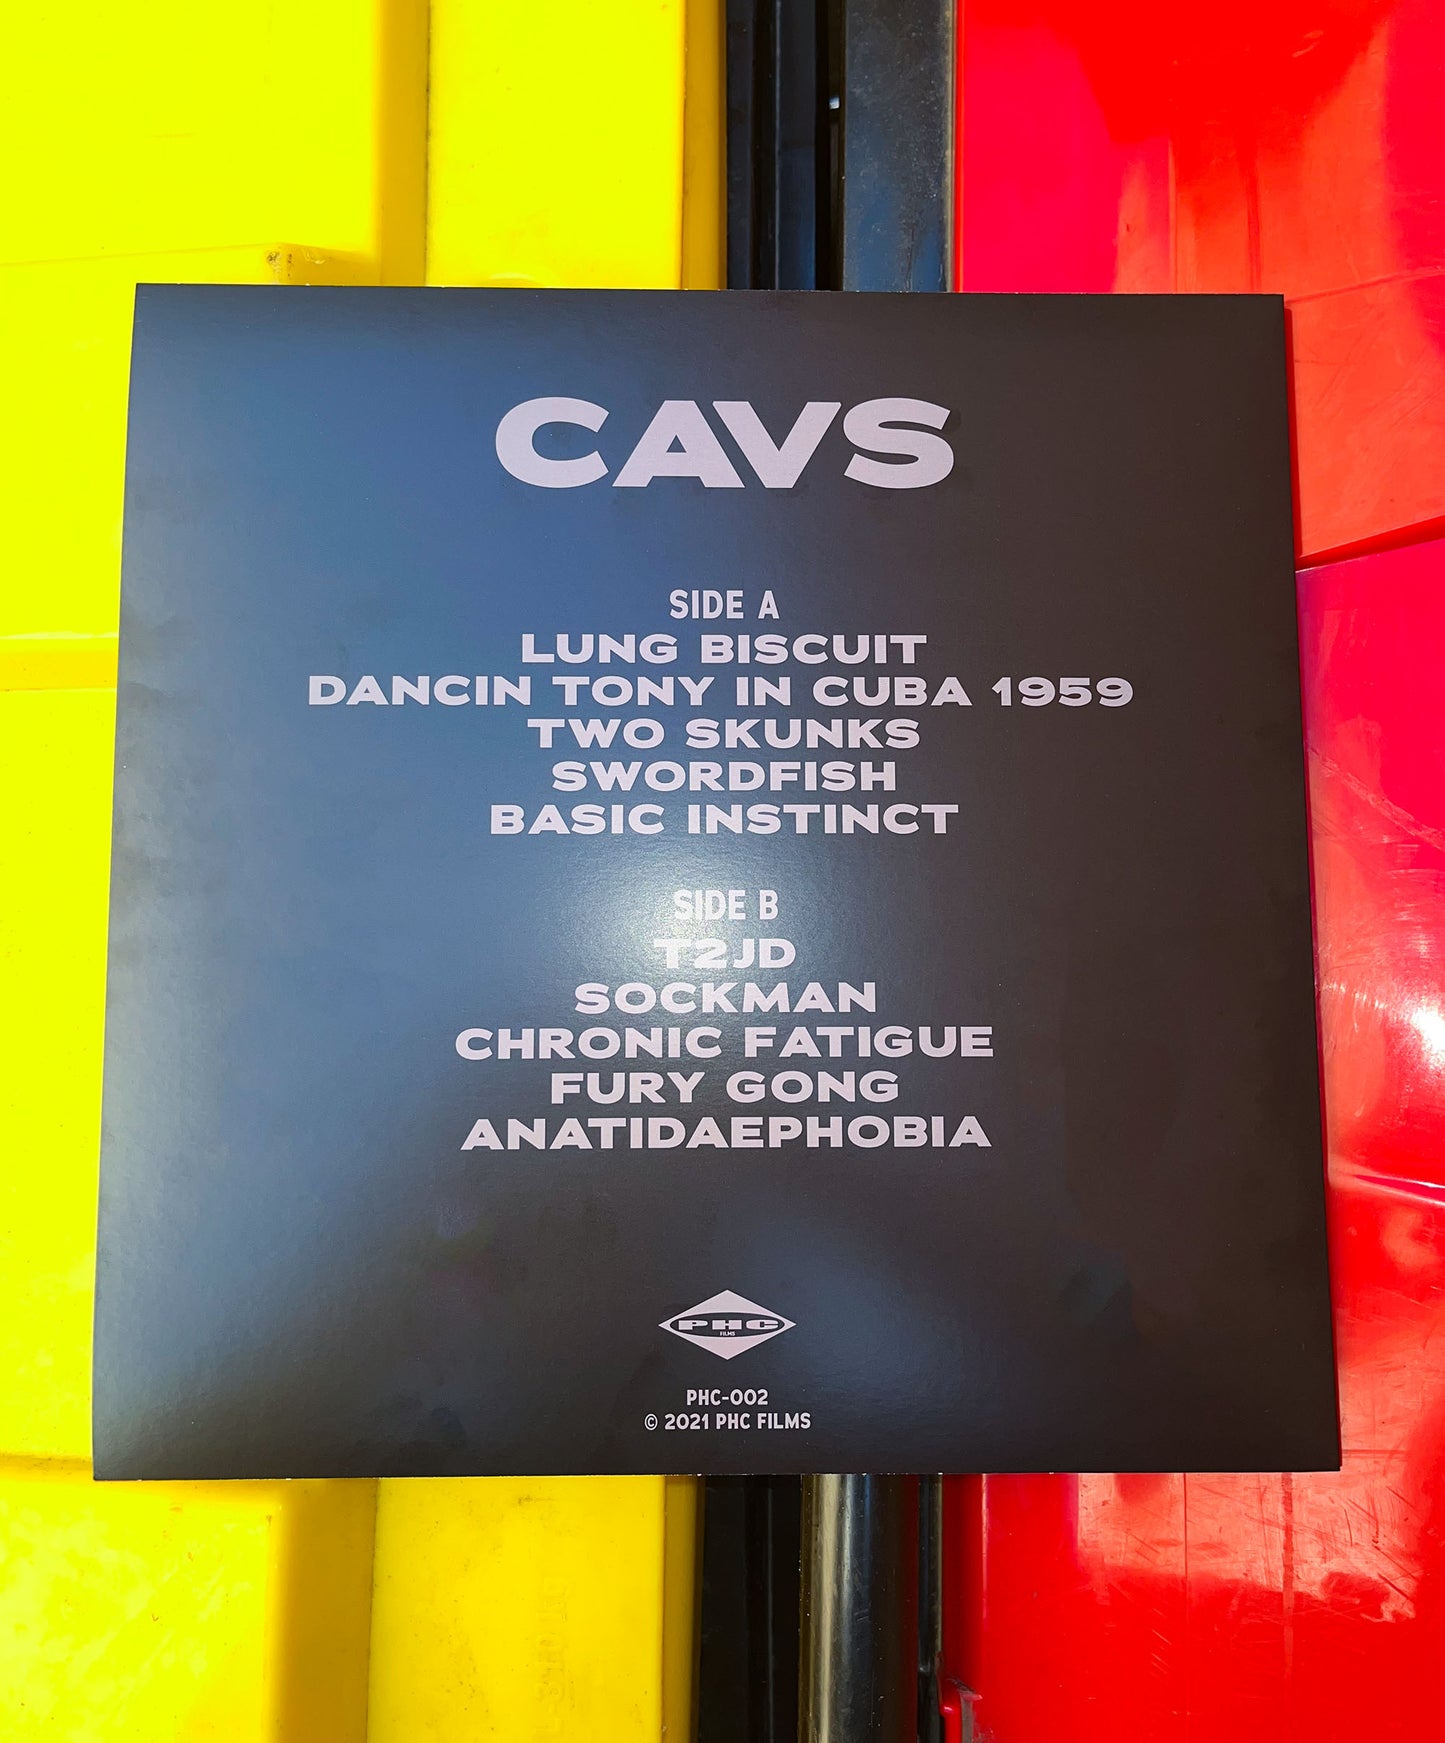 CAVS
SIDE A
LUNG BISCUIT
DANCIN TONY IN CUBA 1959
TWO SKUNKS
SWORDFISH
BASIC INSTINCT
SIDE B
T2JD
SOCKMAN
CHRONIC FATIGUE
FURY GONG
ANATIDAEPHOBIA
PHC
FILMS
PHC-002
© 2021 PHC FILMS